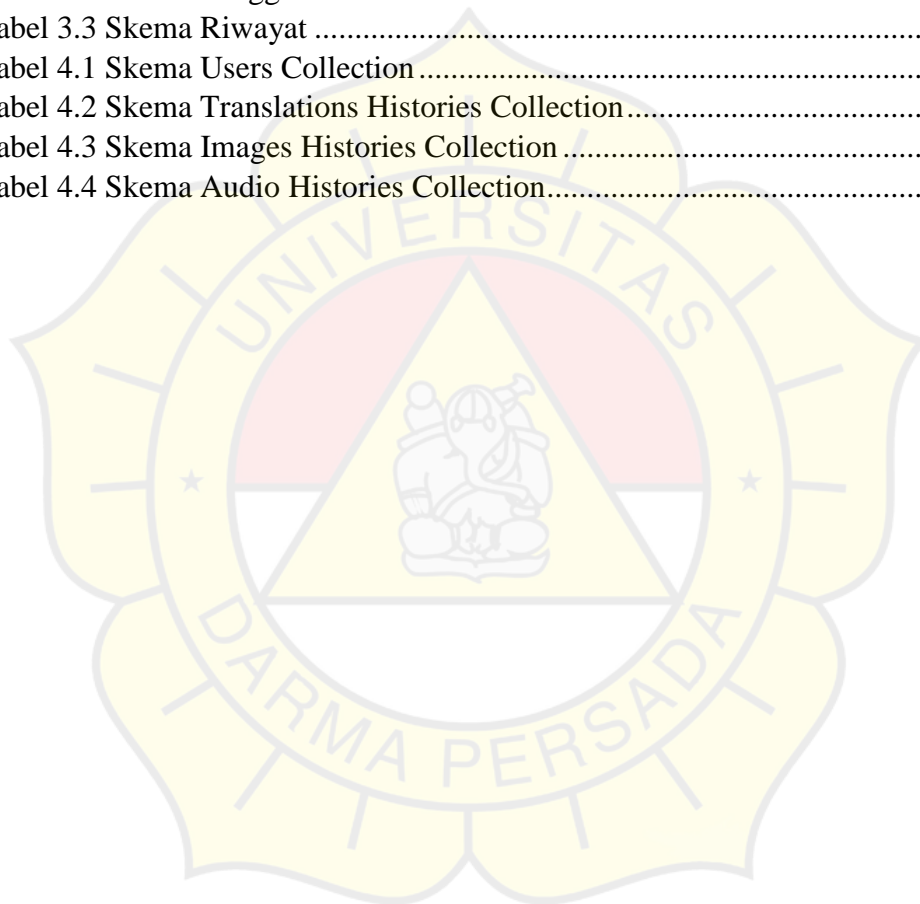 abel 3.3 Skema Riwayat ........................................................................................................
abel 4.1 Skema Users Collection ........................................................................................
abel 4.2 Skema Translations Histories Collection ................................................
abel 4.3 Skema Images Histories Collection ...........................................................
abel 4.4 Skema Audio Histories Collection..............................................................
UNIVERSITAS
DARMA PERSADA